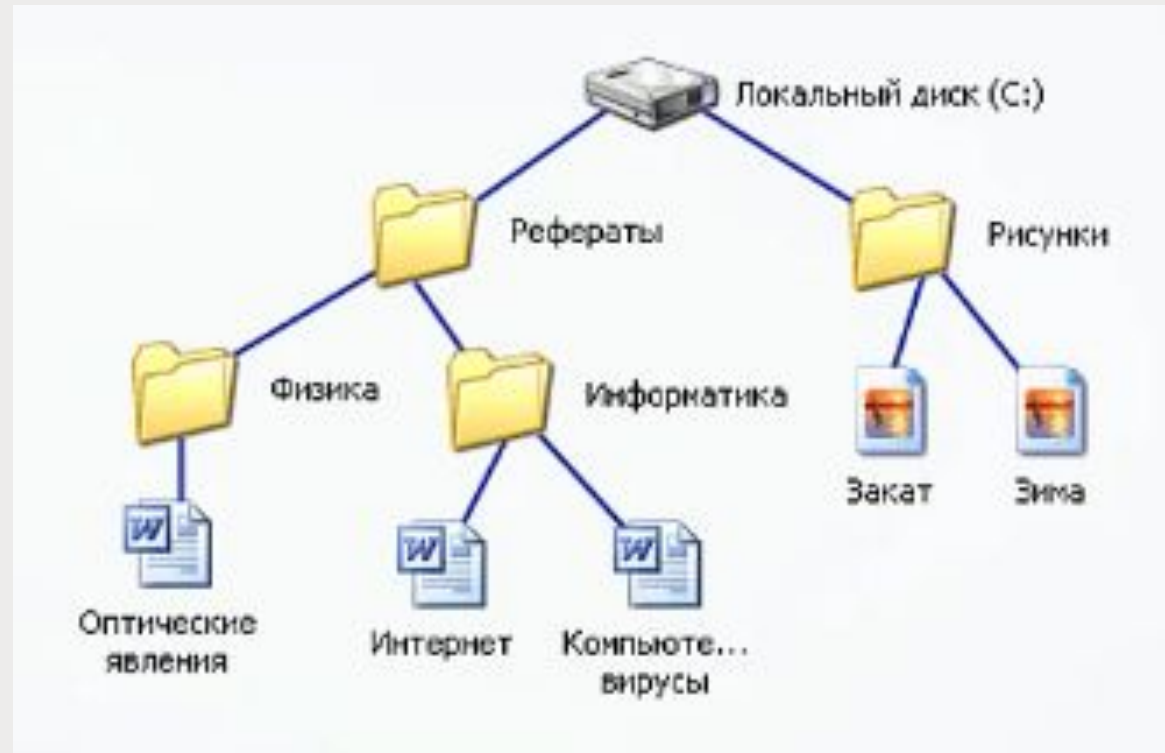 Локальный диск (C:)
Рефераты
Рисунки
Физика
Информатика
Закат
Зима
Оптические
явления
Интернет
Компьюте...
вирусы